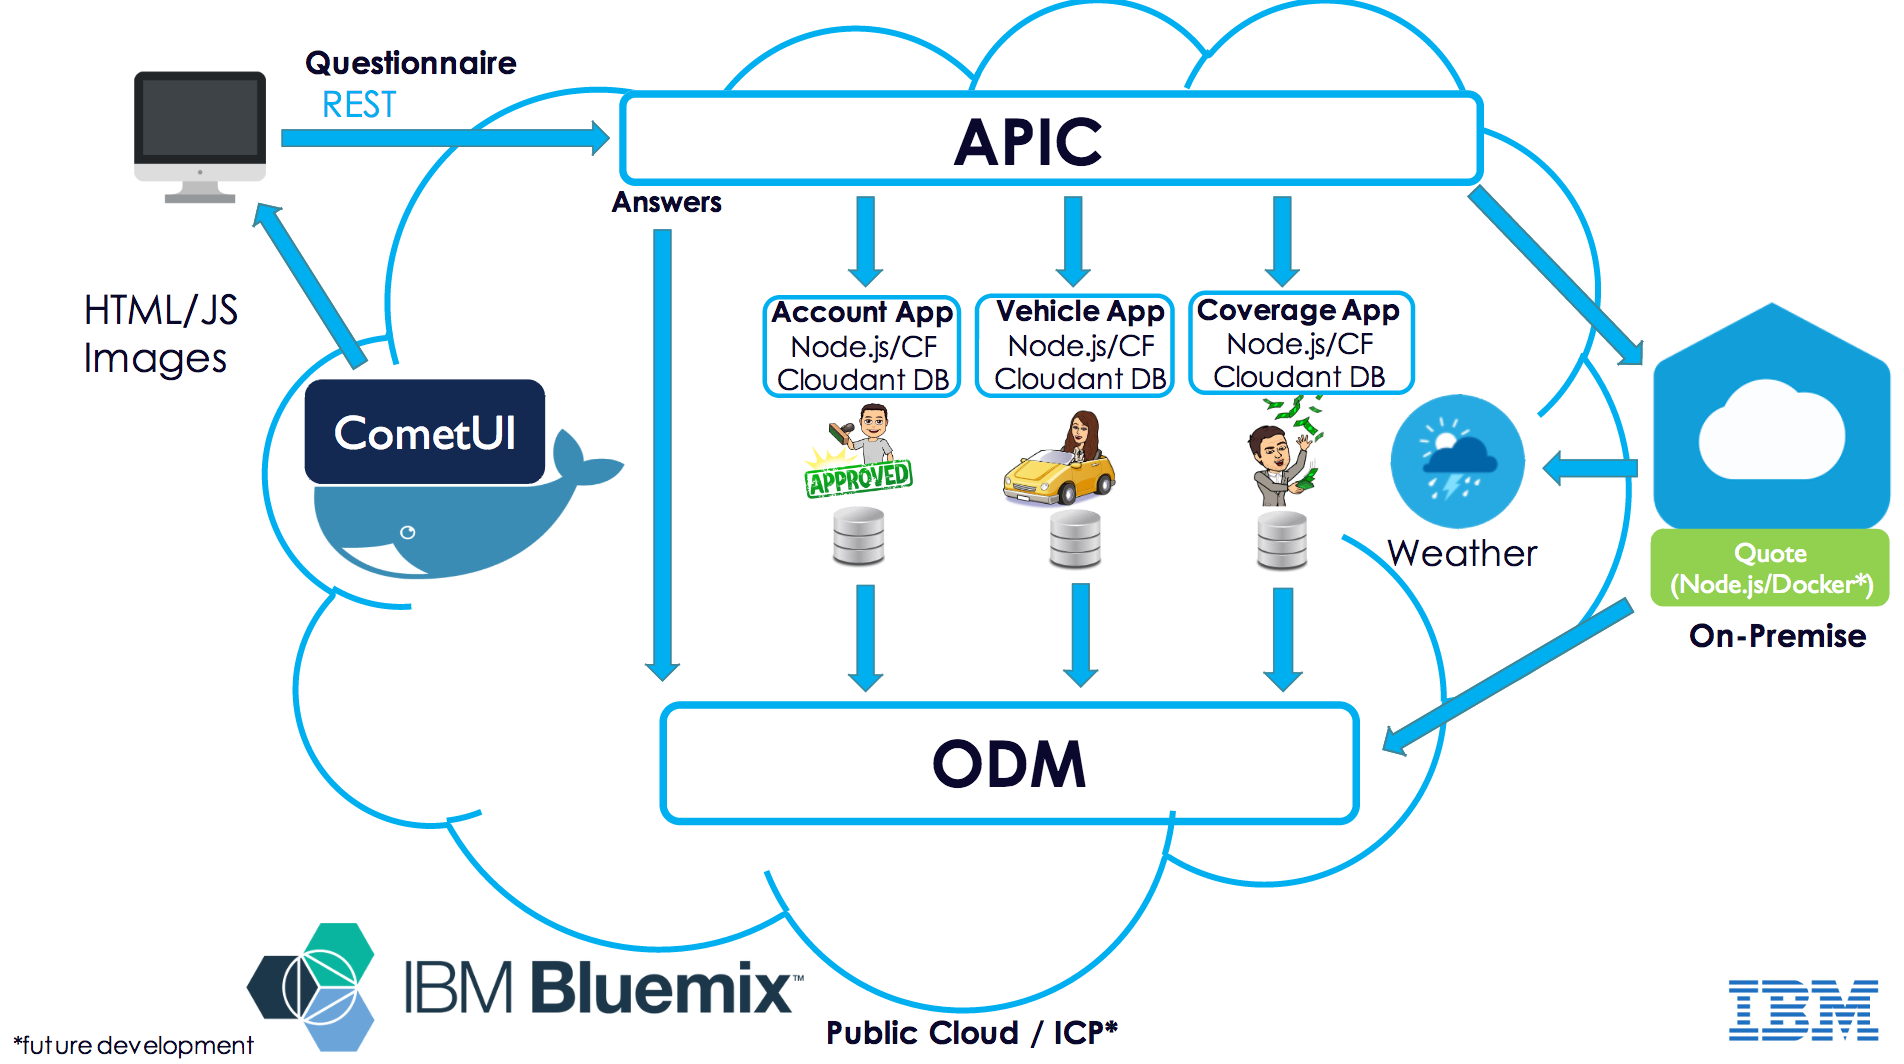 Questionnaire
REST
APIC
Answers
HTML/JS
Images
CometUI
Account App
Node.js/CF
Cloudant DB
Vehicle App
Node.js/CF
Cloudant DB
Coverage App
Node.js/CF
Cloudant DB
APPROVED
Weather
Quote
(Node.js/Docker*)
On-Premise
ODM
IBM Bluemix™
Public Cloud / ICP*
*future development
IBM